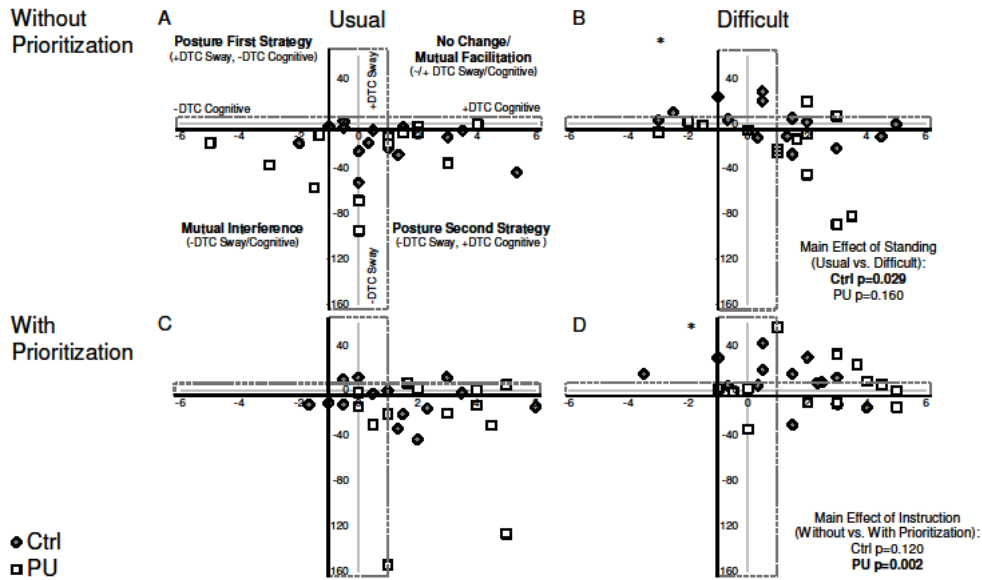 Without
Prioritization
A
Usual
B
Difficult
Posture First Strategy
(+DTC Sway, -DTC Cognitive)
No Change/
Mutual Facilitation
(~/+ DTC Sway/Cognitive)
+DTC Sway
-DTC Cognitive
+DTC Cognitive
40
0
-40
-80
-120
-160
-6
-4
-2
2
4
6
Mutual Interference
(-DTC Sway/Cognitive)
Posture Second Strategy
(-DTC Sway, +DTC Cognitive )
-DTC Sway
*
40
0
-40
-80
-120
-160
-6
-4
-2
2
4
6
Main Effect of Standing
(Usual vs. Difficult):
Ctrl p=0.029
PU p=0.160
With
Prioritization
C
40
0
-40
-80
-120
-160
-6
-4
-2
2
4
6
D
*
40
0
-40
-80
-120
-160
-6
-4
-2
2
4
6
Main Effect of Instruction
(Without vs. With Prioritization):
Ctrl p=0.120
PU p=0.002
Ctrl
PU